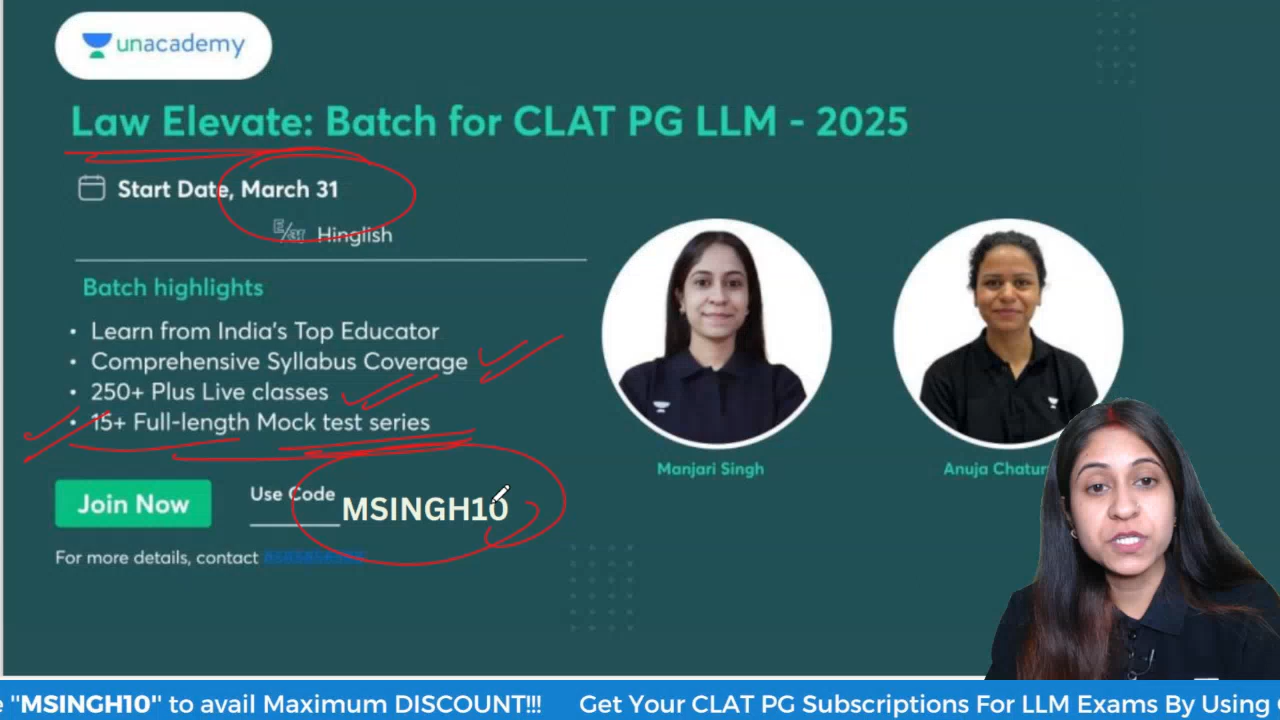 unacademy
Law Elevate: Batch for CLAT PG LLM - 2025
Start Date, March 31
Hinglish
Batch highlights
• Learn from India's Top Educator
• Comprehensive Syllabus Coverage
• 250+ Plus Live classes
• 15+ Full-length Mock test series
Manjari Singh
Anuja
Join Now
Use Code
MSINGH10
For more details, contact
"MSINGH10" to avail Maximum DISCOUNT!!! Get Your CLAT PG Subscriptions For LLM Exams By Using